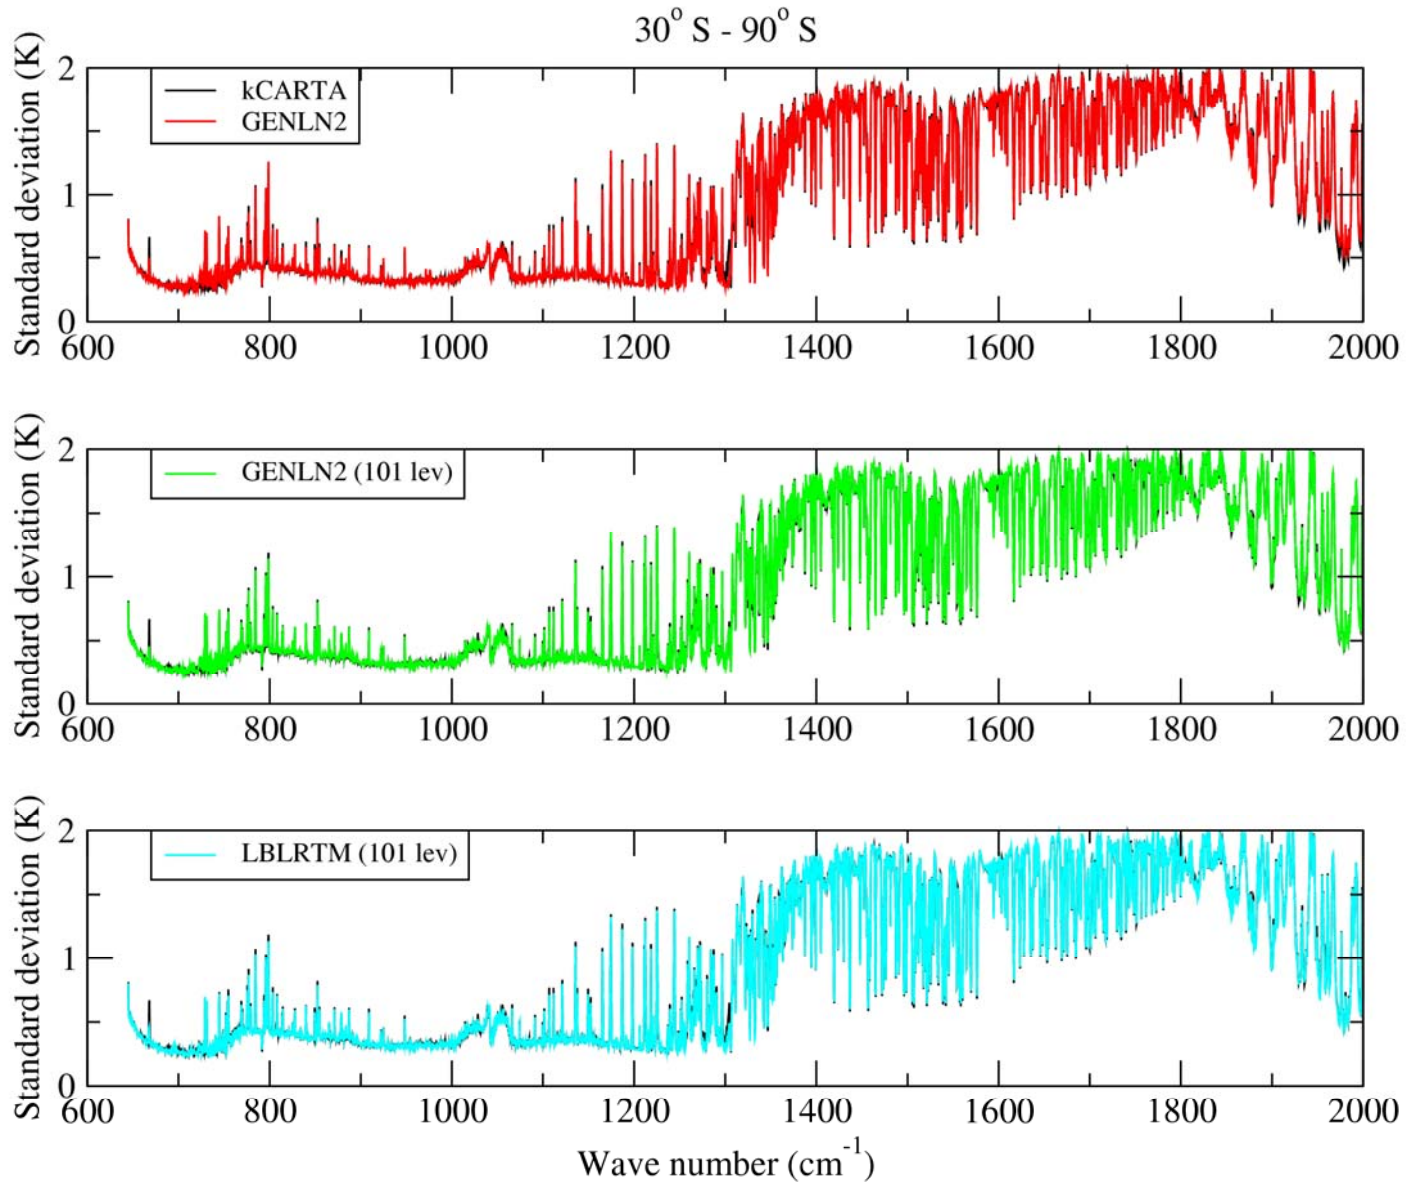 30° S - 90° S
Standard deviation (K)
2
1
0
kCARTA
GENLN2
600 800 1000 1200 1400 1600 1800 2000
Standard deviation (K)
2
1
0
GENLN2 (101 lev)
600 800 1000 1200 1400 1600 1800 2000
Standard deviation (K)
2
1
0
LBLRTM (101 lev)
600 800 1000 1200 1400 1600 1800 2000
Wave number (cm⁻¹)